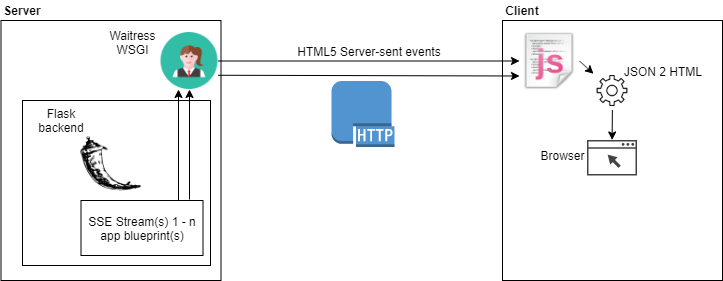 Server
Client
Waitress
WSGI
HTML5 Server-sent events
js
JSON 2 HTML
HTTP
Flask
backend
Browser
SSE Stream(s) 1 - n
app blueprint(s)